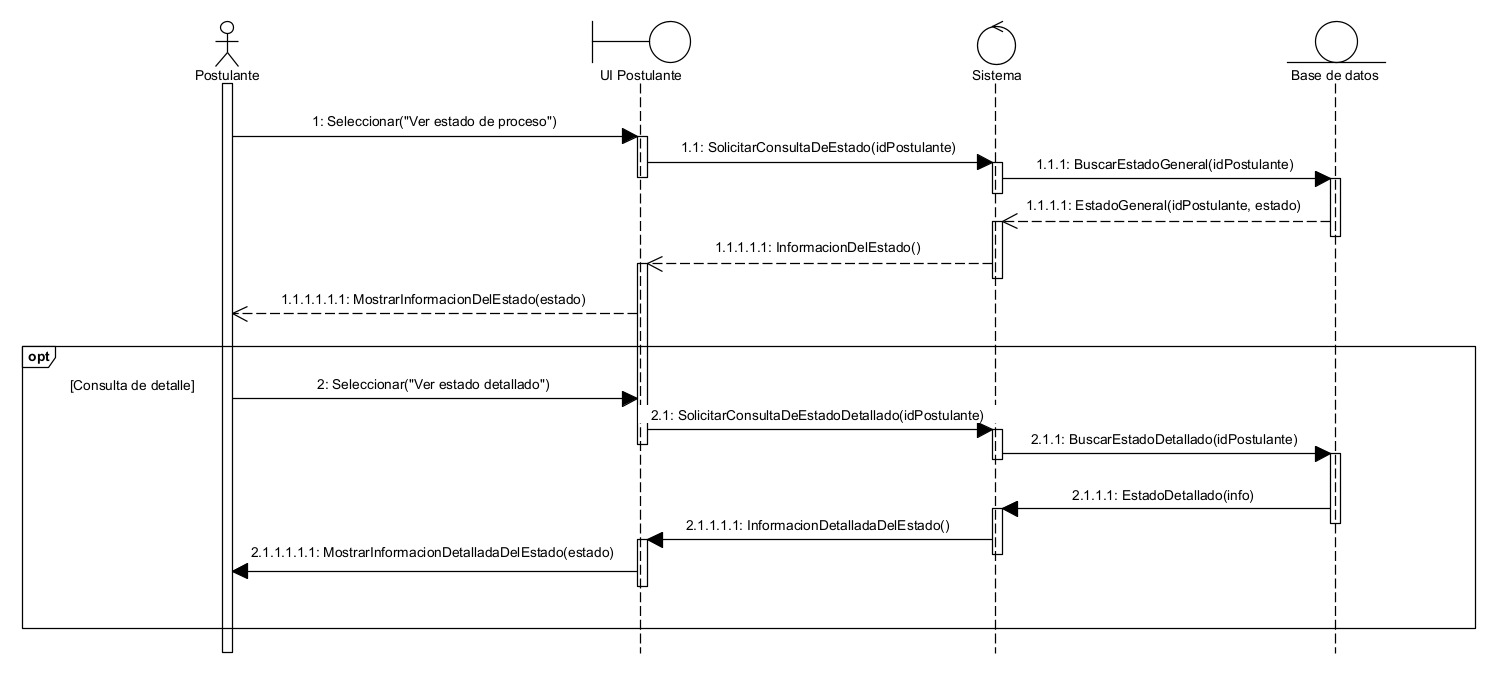 Postulante
UI Postulante
Sistema
Base de datos
1: Seleccionar("Ver estado de proceso")
1.1: SolicitarConsultaDeEstado(idPostulante)
1.1.1: BuscarEstadoGeneral(idPostulante)
1.1.1.1: EstadoGeneral(idPostulante, estado)
1.1.1.1.1: InformacionDelEstado()
1.1.1.1.1.1: MostrarInformacionDelEstado(estado)
opt
[Consulta de detalle]
2: Seleccionar("Ver estado detallado")
2.1: SolicitarConsultaDeEstadoDetallado(idPostulante)
2.1.1: BuscarEstadoDetallado(idPostulante)
2.1.1.1: EstadoDetallado(info)
2.1.1.1.1: InformacionDetalladaDelEstado()
2.1.1.1.1.1: MostrarInformacionDetalladaDelEstado(estado)